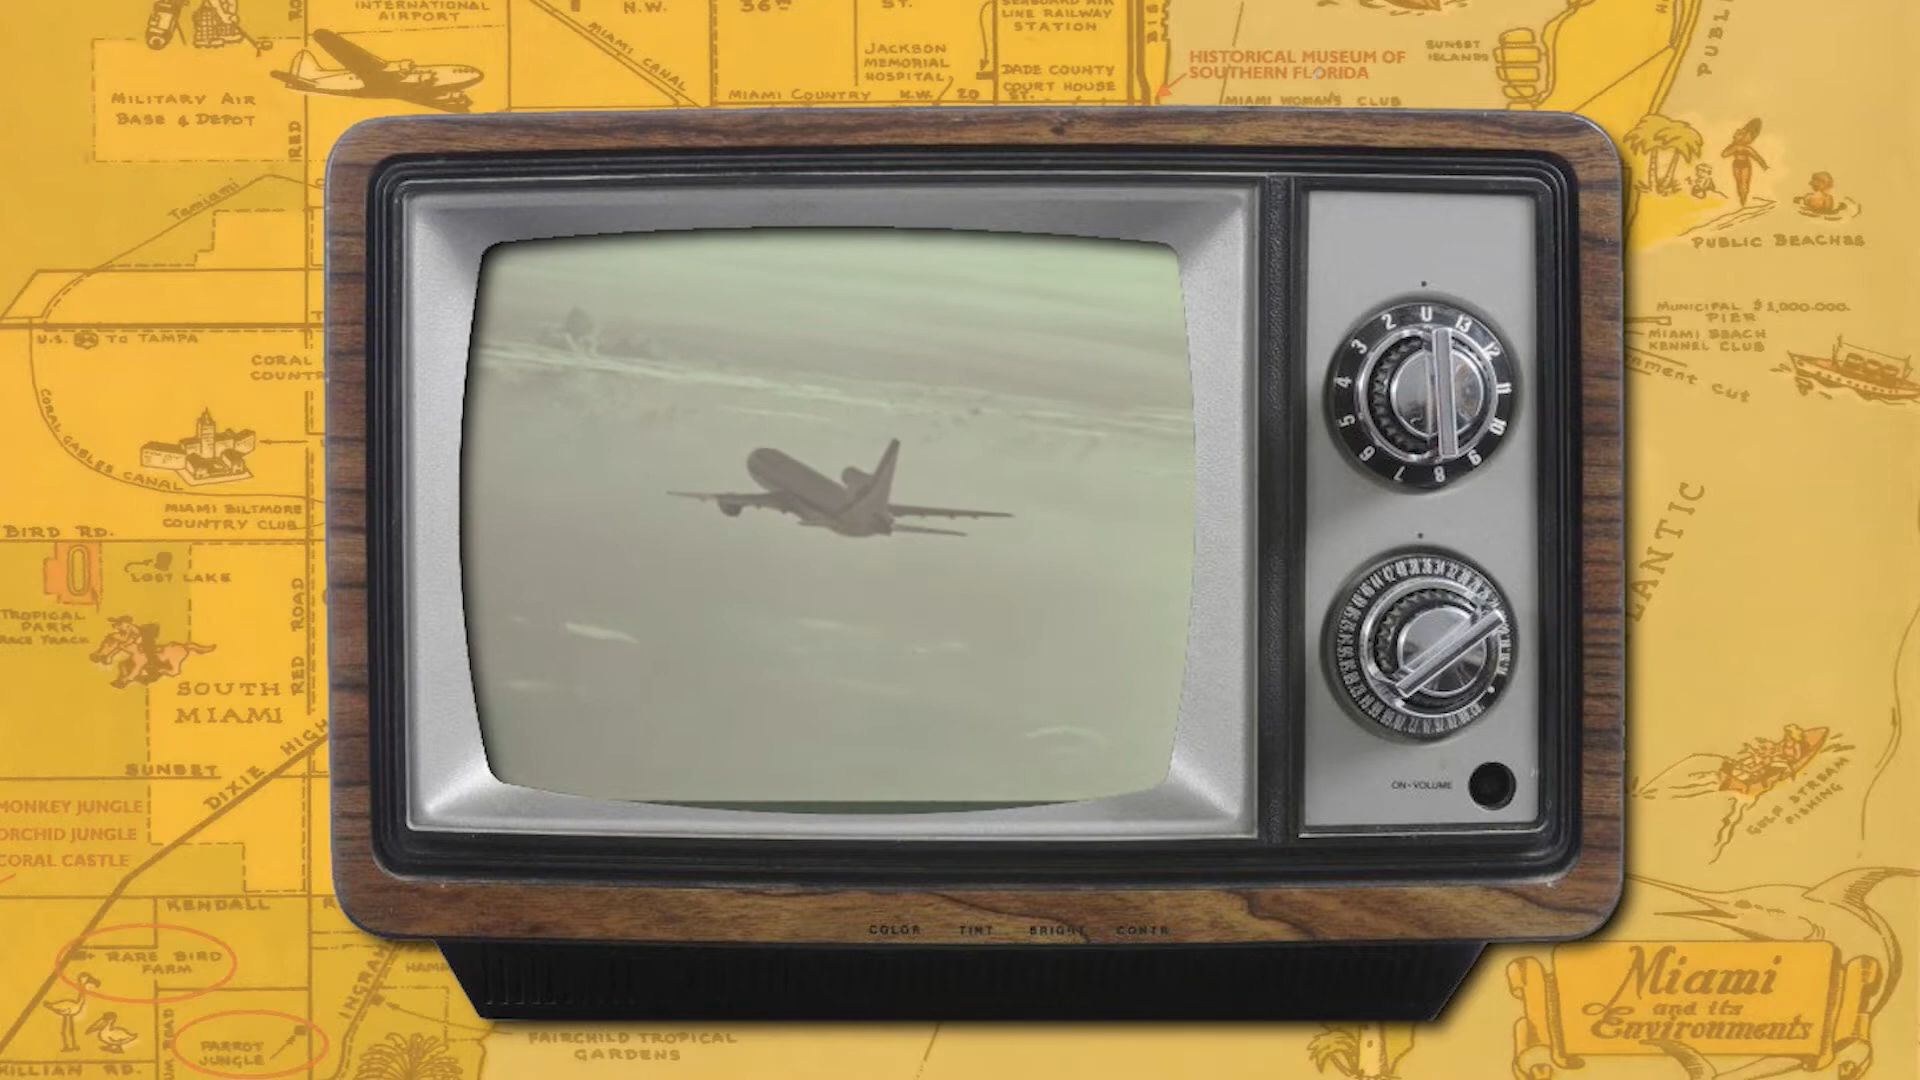 INTERNATIONAL
AIRPORT
N.W.
36TH
ST.
LINE RAILWAY
STATION
MILITARY AIR
BASE & DEPOT
RED
MIAMI CANAL
JACKSON
MEMORIAL
HOSPITAL
DADE COUNTY
COURT HOUSE
MIAMI COUNTRY
N.W. 20
HISTORICAL MUSEUM OF
SOUTHERN FLORIDA
MIAMI WOMAN'S CLUB
SUNSET
ISLANDS
PUBLIC BEACHES
MUNICIPAL $1,000.000.
PIER
MIAMI BEACH
KENNEL CLUB
CUT
Tamiami
U.S. 94 TO TAMPA
CORAL
CORAL GABLES CANAL
MIAMI BILTMORE
COUNTRY CLUB
BIRD RD.
LOST LAKE
TROPICAL
PARK
RACE TRACK
RED ROAD
SOUTH
MIAMI
SUNSET
DIXIE HIGH
MONKEY JUNGLE
ORCHID JUNGLE
CORAL CASTLE
KENDALL
RARE BIRD
FARM
PARROT
JUNGLE
KILLIAN RD.
INGRAHAM
FAIRCHILD TROPICAL
GARDENS
U 13 12 11 10 9 8 7 6 5 4 3 2
ON-VOLUME
COLOR TINT BRIGHT CONTR
GULF STREAM
FISHING
Miami
and its
Environments